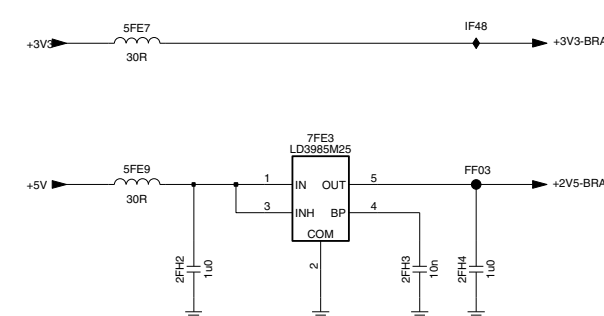 5FE7
IF48
+3V3
+3V3-BRA
30R
7FE3
LD3985M25
5FE9
FF03
+5V
1
IN
OUT
5
+2V5-BRA
30R
3
INH
BP
4
COM
2
2FH2
1u0
2FH3
10n
2FH4
1u0